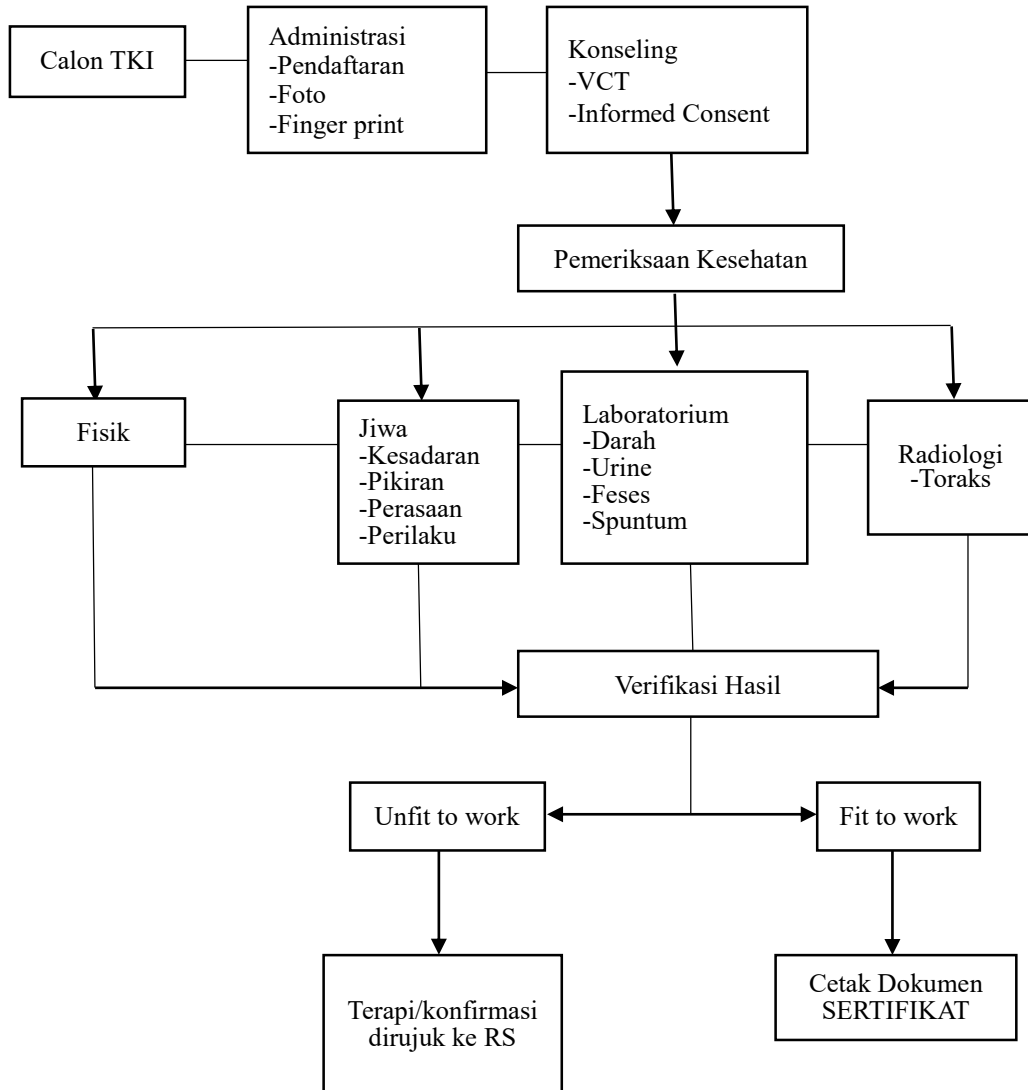 Calon TKI
Administrasi
-Pendaftaran
-Foto
-Finger print
Konseling
-VCT
-Informed Consent
Pemeriksaan Kesehatan
Fisik
Jiwa
-Kesadaran
-Pikiran
-Perasaan
-Perilaku
Laboratorium
-Darah
-Urine
-Feses
-Spuntum
Radiologi
-Toraks
Verifikasi Hasil
Unfit to work
Fit to work
Terapi/konfirmasi
dirujuk ke RS
Cetak Dokumen
SERTIFIKAT